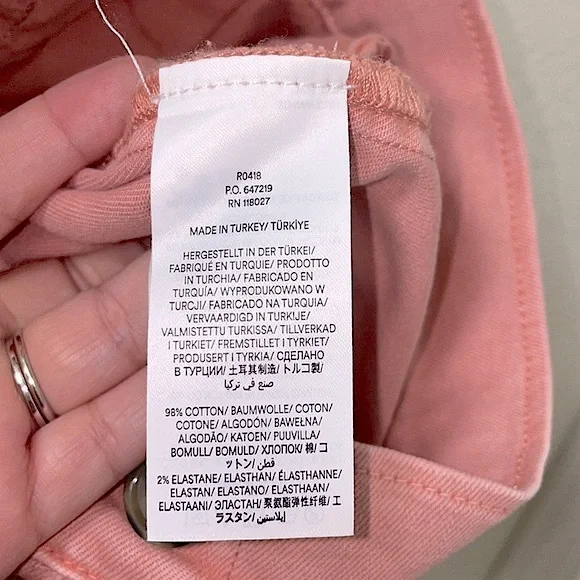 R0418
P.O. 647219
RN 118027
MADE IN TURKEY/ TÜRKİYE
HERGESTELLT IN DER TÜRKEI/
FABRIQUÉ EN TURQUIE/ PRODOTTO
IN TURCHIA/ FABRICADO EN
TURQUÍA/ WYPRODUKOWANO W
TURCJI/ FABRICADO NA TURQUIA/
VERVAARDIGD IN TURKIJE/
VALMISTETTU TURKISSA/ TILLVERKAD
I TURKIET/ FREMSTILLET I TYRKIET/
PRODUSERT I TYRKIA/ СДЕЛАНО
В ТУРЦИИ/ 土耳其制造/ トルコ製/
صنع في تركيا
98% COTTON/ BAUMWOLLE/ COTON/
COTONE/ ALGODÓN/ BAWEŁNA/
ALGODÃO/ KATOEN/ PUUVILLA/
BOMULL/ BOMULD/ ХЛОПОК/ 棉/ コ
ットン/ قطن/
2% ELASTANE/ ELASTHAN/ ÉLASTHANNE/
ELASTAN/ ELASTANO/ ELASTHAAN/
ELASTAANI/ ЭЛАСТАН/ 聚氨酯弹性纤维/ エ
ラスタン/ إيلاستين/